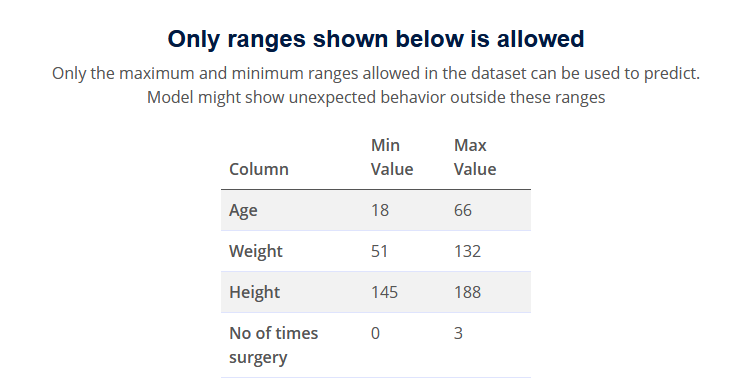 Only ranges shown below is allowed
Only the maximum and minimum ranges allowed in the dataset can be used to predict.
Model might show unexpected behavior outside these ranges
Column Min Value Max Value
Age 18 66
Weight 51 132
Height 145 188
No of times surgery 0 3